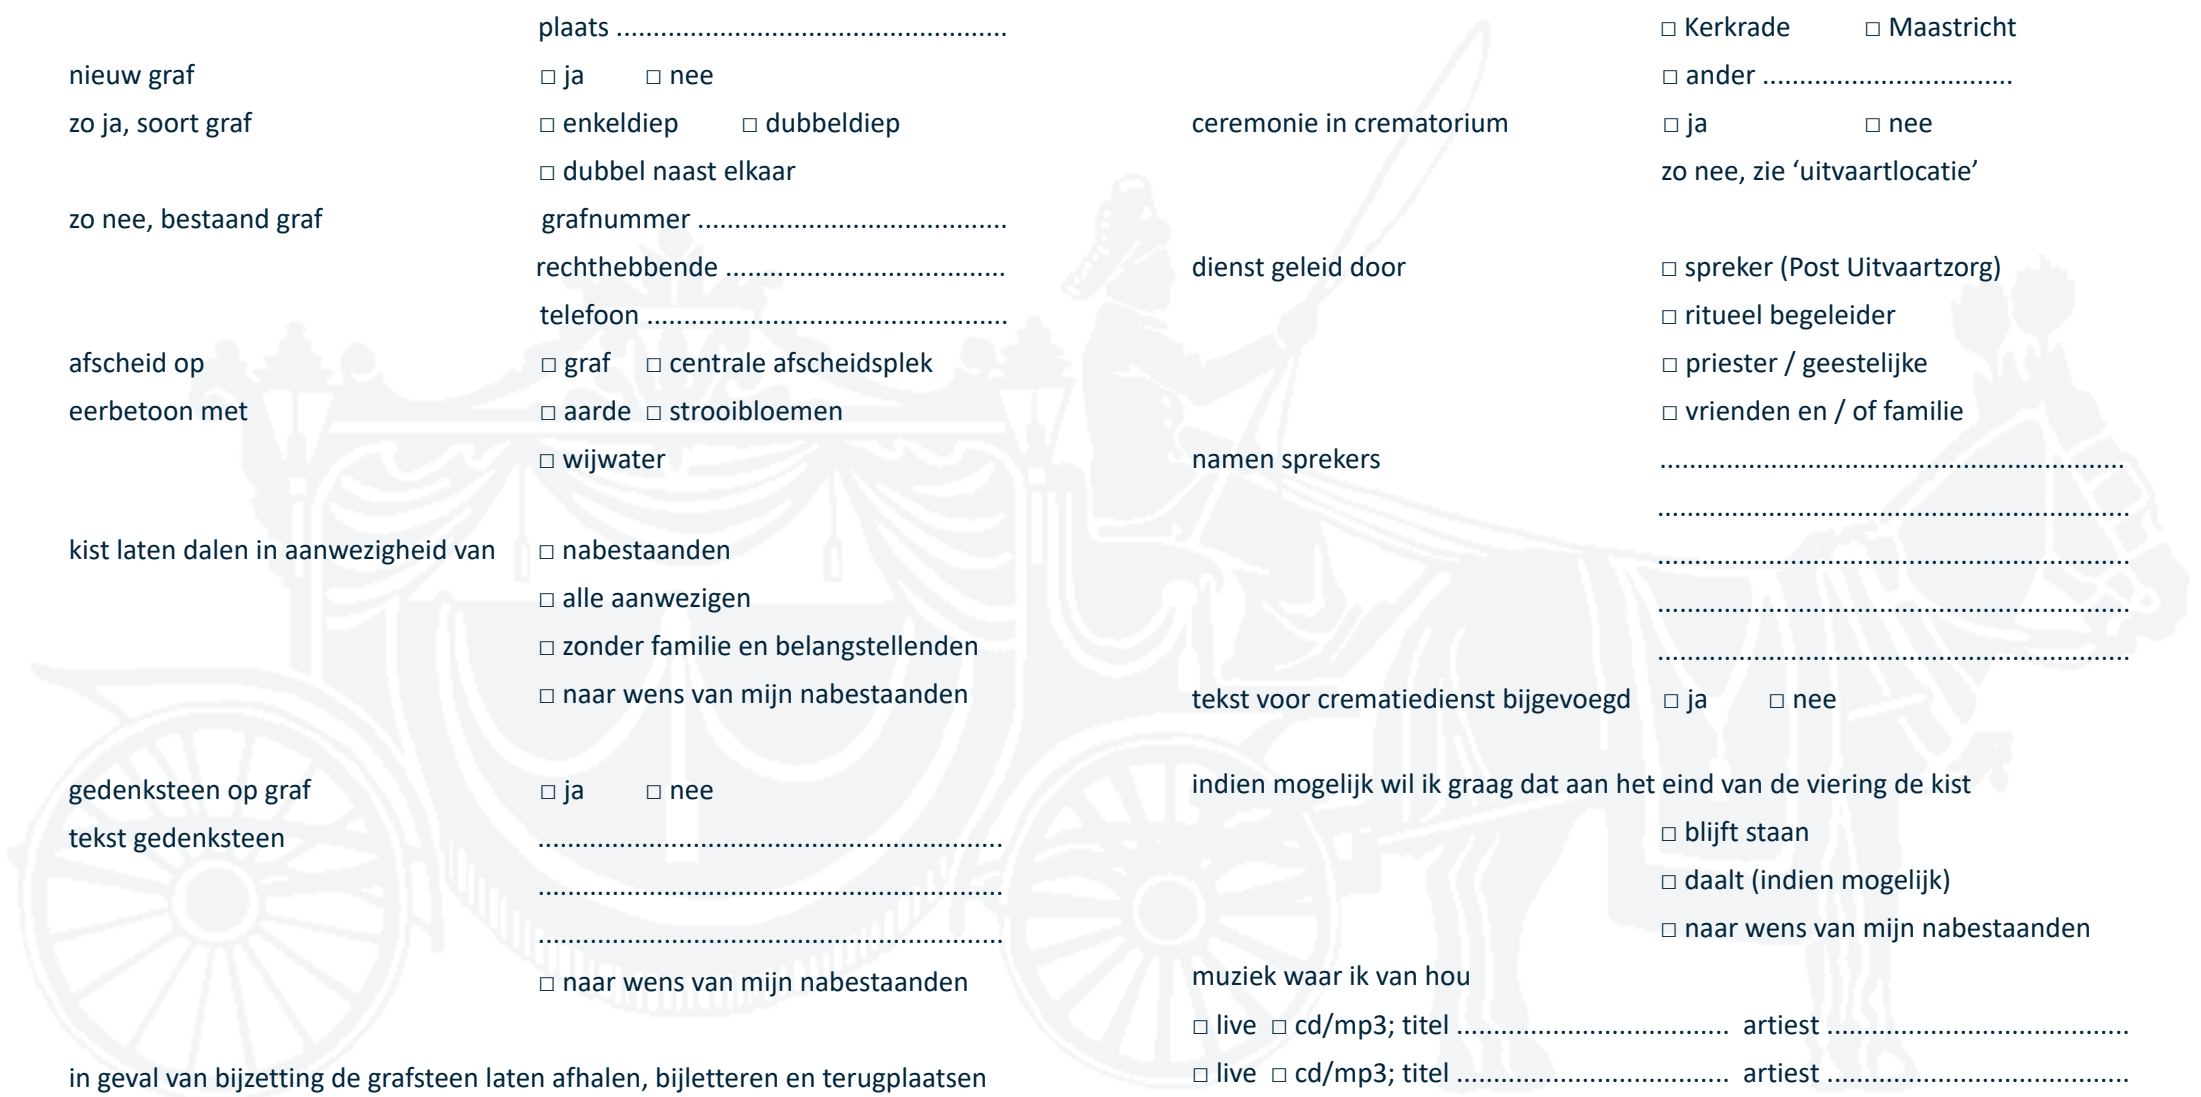 plaats ....................................................
nieuw graf □ ja □ nee
zo ja, soort graf □ enkeldiep □ dubbeldiep
□ dubbel naast elkaar
zo nee, bestaand graf grafnummer .........................................
rechthebbende .....................................
telefoon ................................................
afscheid op □ graf □ centrale afscheidsplek
eerbetoon met □ aarde □ strooibloemen
□ wijwater
kist laten dalen in aanwezigheid van □ nabestaanden
□ alle aanwezigen
□ zonder familie en belangstellenden
□ naar wens van mijn nabestaanden
gedenksteen op graf □ ja □ nee
tekst gedenksteen ..............................................................
..............................................................
..............................................................
□ naar wens van mijn nabestaanden
in geval van bijzetting de grafsteen laten afhalen, bijletteren en terugplaatsen
□ Kerkrade □ Maastricht
□ ander .................................
ceremonie in crematorium □ ja □ nee
zo nee, zie ‘uitvaartlocatie’
dienst geleid door □ spreker (Post Uitvaartzorg)
□ ritueel begeleider
□ priester / geestelijke
□ vrienden en / of familie
namen sprekers ..............................................................
...............................................................
...............................................................
...............................................................
...............................................................
tekst voor crematiedienst bijgevoegd □ ja □ nee
indien mogelijk wil ik graag dat aan het eind van de viering de kist
□ blijft staan
□ daalt (indien mogelijk)
□ naar wens van mijn nabestaanden
muziek waar ik van hou
□ live □ cd/mp3; titel .................................... artiest ........................................
□ live □ cd/mp3; titel .................................... artiest ........................................